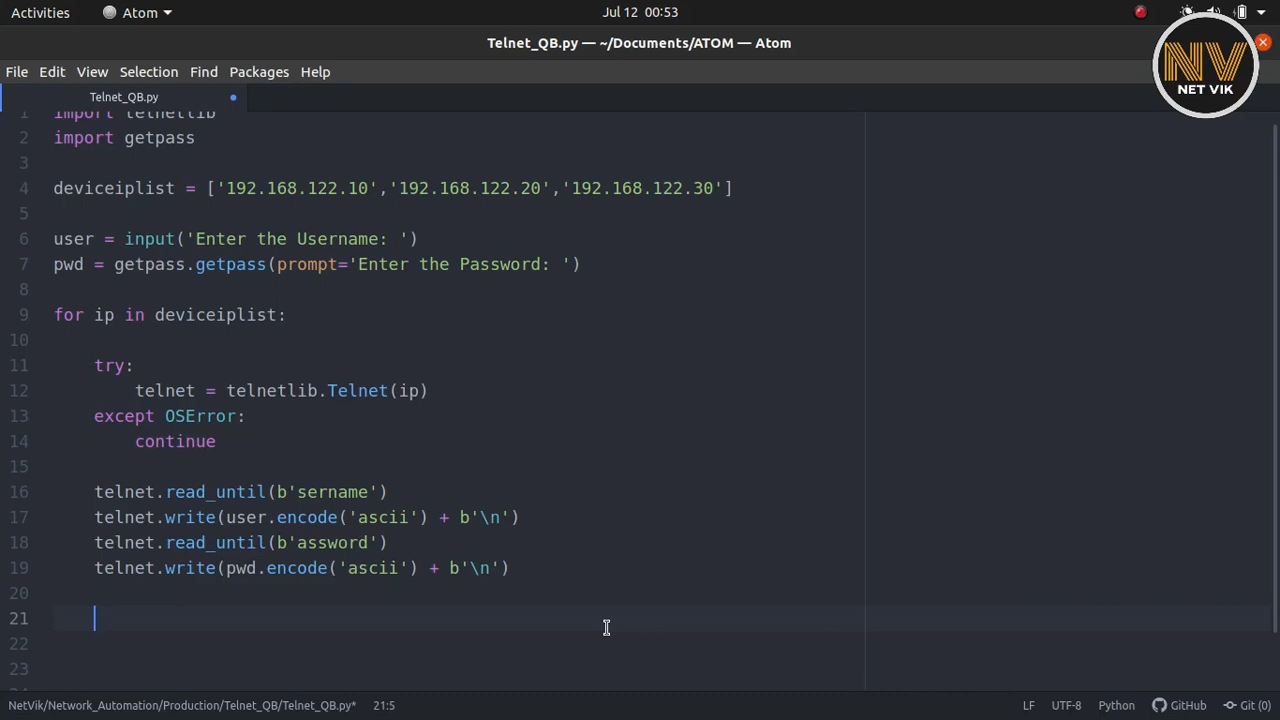 Activities Atom Jul 12 00:53
Telnet_QB.py — ~/Documents/ATOM — Atom
NV
NET VIK
File Edit View Selection Find Packages Help
Telnet_QB.py
1 import telnetlib
2 import getpass
3
4 deviceiplist = ['192.168.122.10','192.168.122.20','192.168.122.30']
5
6 user = input('Enter the Username: ')
7 pwd = getpass.getpass(prompt='Enter the Password: ')
8
9 for ip in deviceiplist:
10
11 try:
12 telnet = telnetlib.Telnet(ip)
13 except OSError:
14 continue
15
16 telnet.read_until(b'sername')
17 telnet.write(user.encode('ascii') + b'\n')
18 telnet.read_until(b'assword')
19 telnet.write(pwd.encode('ascii') + b'\n')
20
21
22
23
NetVik/Network_Automation/Production/Telnet_QB/Telnet_QB.py* 21:5 LF UTF-8 Python GitHub Git (0)